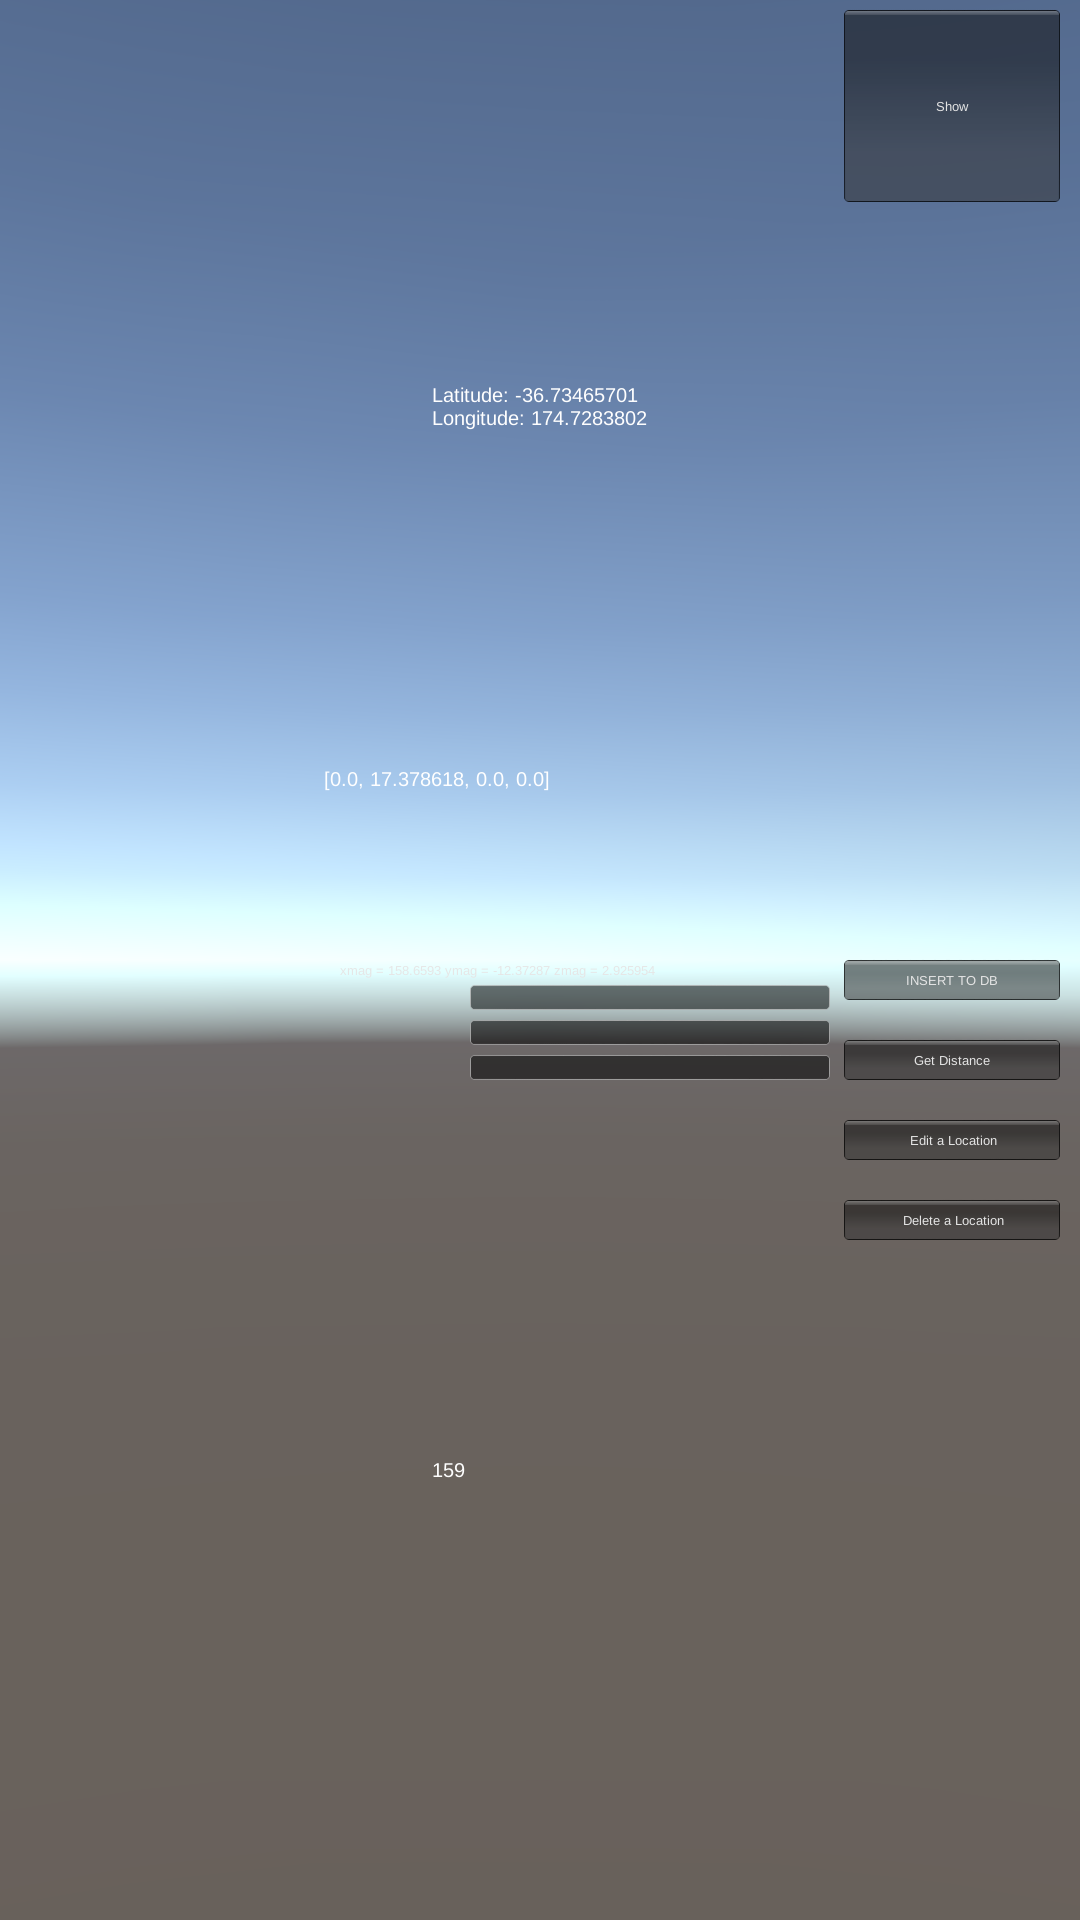 Show
Latitude: -36.73465701
Longitude: 174.7283802
[0.0, 17.378618, 0.0, 0.0]
xmag = 158.6593 ymag = -12.37287 zmag = 2.925954
INSERT TO DB
Get Distance
Edit a Location
Delete a Location
159